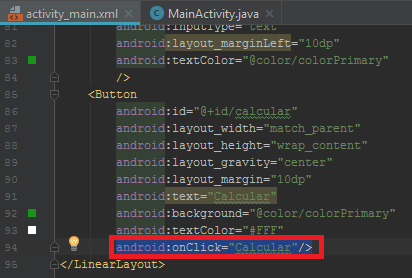 activity_main.xml MainActivity.java
81 android:inputType="text"
82 android:layout_marginLeft="10dp"
83 android:textColor="@color/colorPrimary"
84 />
85 <Button
86 android:id="@+id/calcular"
87 android:layout_width="match_parent"
88 android:layout_height="wrap_content"
89 android:layout_gravity="center"
90 android:layout_margin="10dp"
91 android:text="Calcular"
92 android:background="@color/colorPrimary"
93 android:textColor="#FFF"
94 android:onClick="Calcular"/>
95 </LinearLayout>